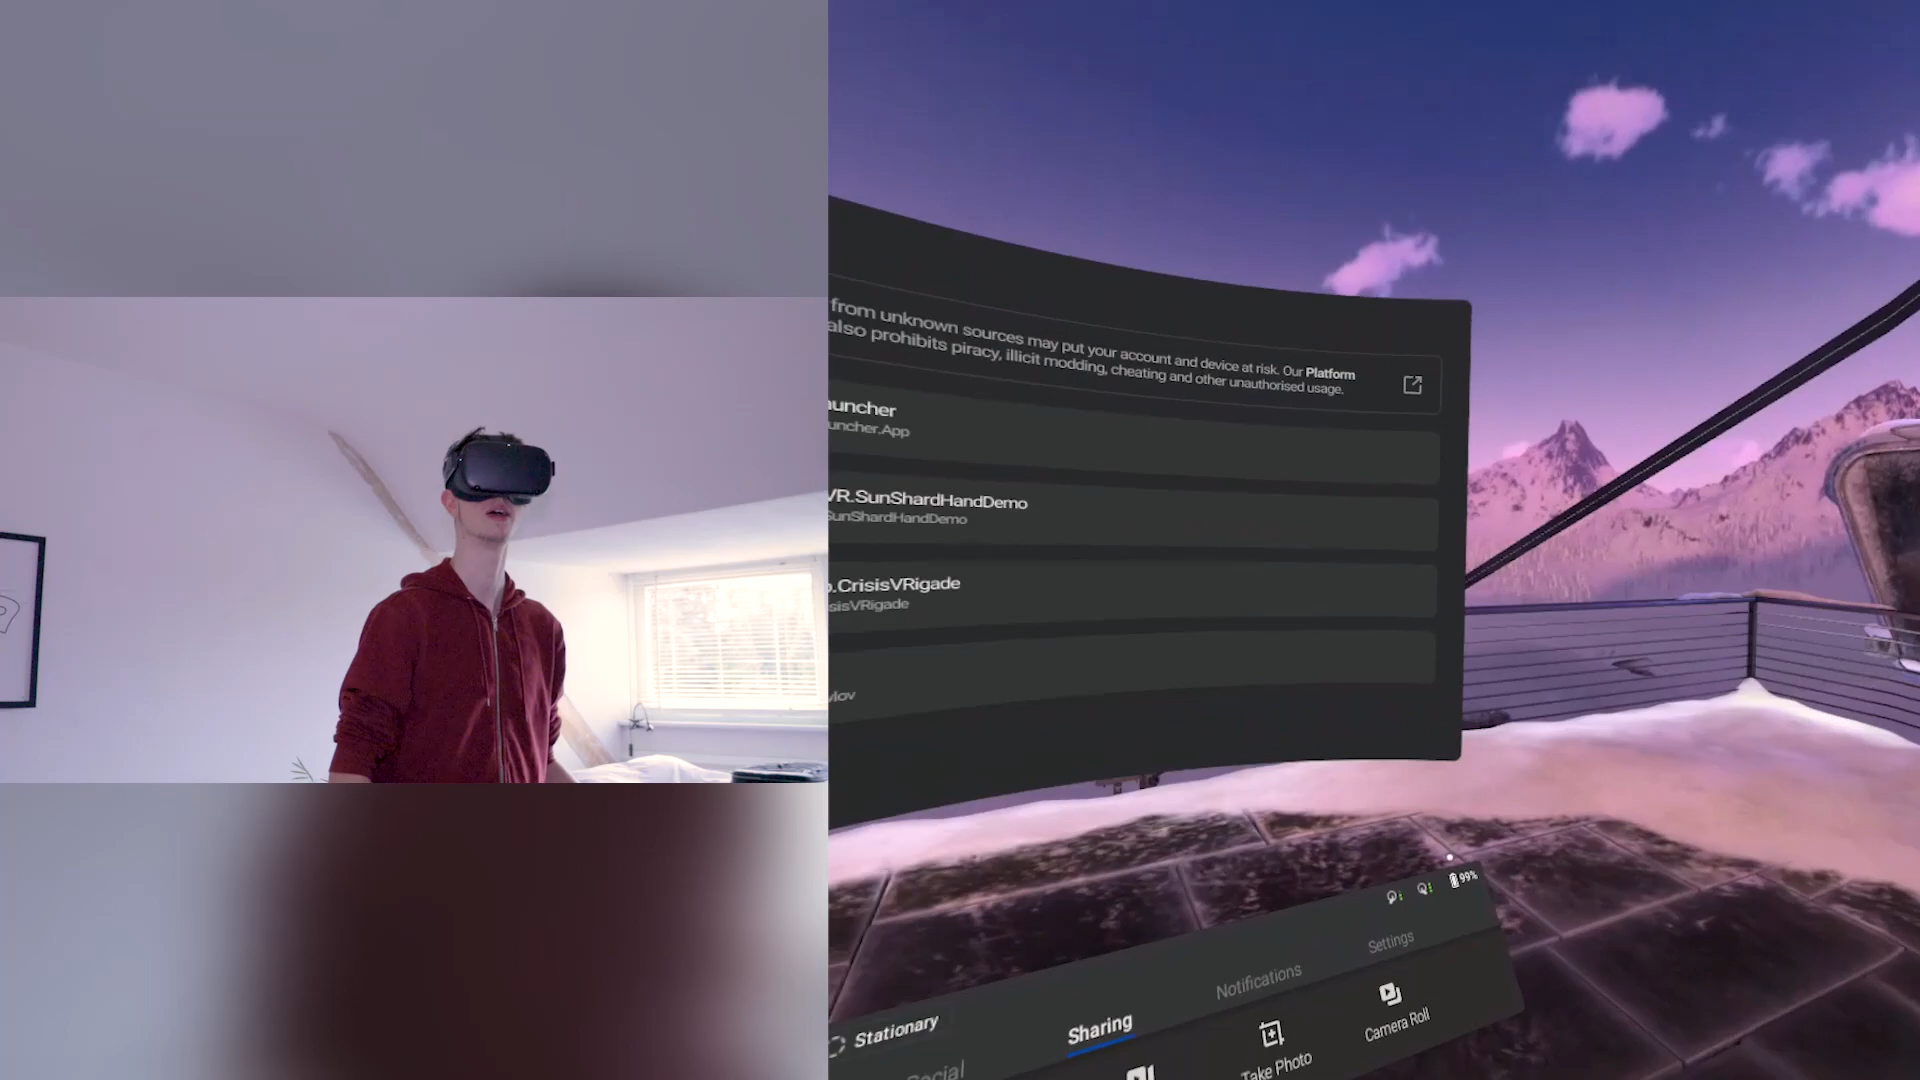 from unknown sources may put your account and device at risk. Our Platform
also prohibits piracy, illicit modding, cheating and other unauthorised usage.
auncher
uncher.App
VR.SunShardHandDemo
SunShardHandDemo
.CrisisVRigade
sisVRigade
99%
Settings
Notifications
Stationary
Sharing
Camera Roll
Take Photo